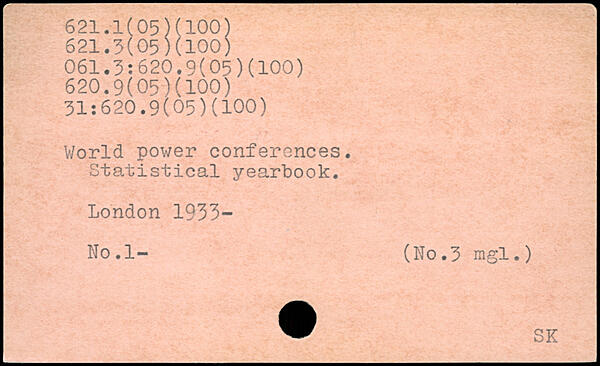 621.1(05)(100)
621.3(05)(100)
061.3:620.9(05)(100)
620.9(05)(100)
31:620.9(05)(100)
World power conferences.
Statistical yearbook.
London 1933-
No.1- (No.3 mgl.)
SK